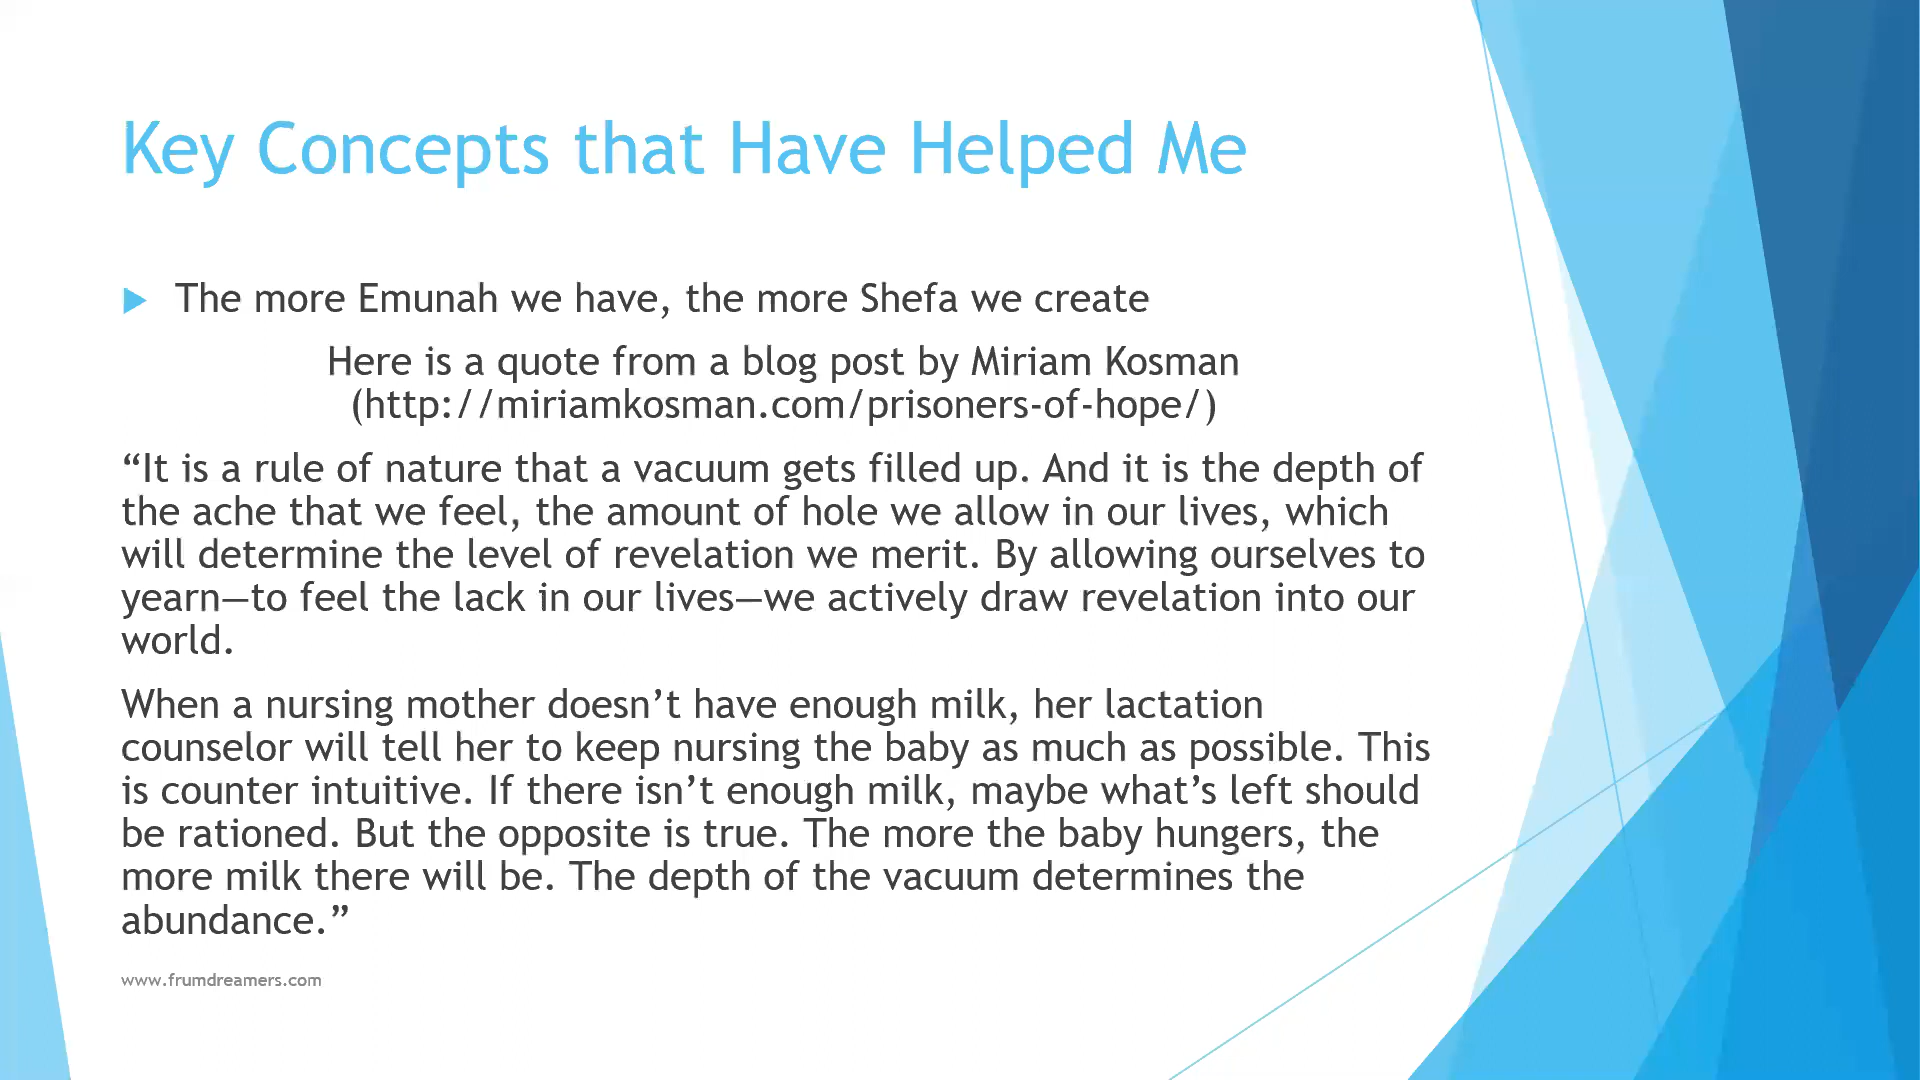 Key Concepts that Have Helped Me
The more Emunah we have, the more Shefa we create
Here is a quote from a blog post by Miriam Kosman
(http://miriamkosman.com/prisoners-of-hope/)
“It is a rule of nature that a vacuum gets filled up. And it is the depth of
the ache that we feel, the amount of hole we allow in our lives, which
will determine the level of revelation we merit. By allowing ourselves to
yearn—to feel the lack in our lives—we actively draw revelation into our
world.
When a nursing mother doesn’t have enough milk, her lactation
counselor will tell her to keep nursing the baby as much as possible. This
is counter intuitive. If there isn’t enough milk, maybe what’s left should
be rationed. But the opposite is true. The more the baby hungers, the
more milk there will be. The depth of the vacuum determines the
abundance.”
www.frumdreamers.com